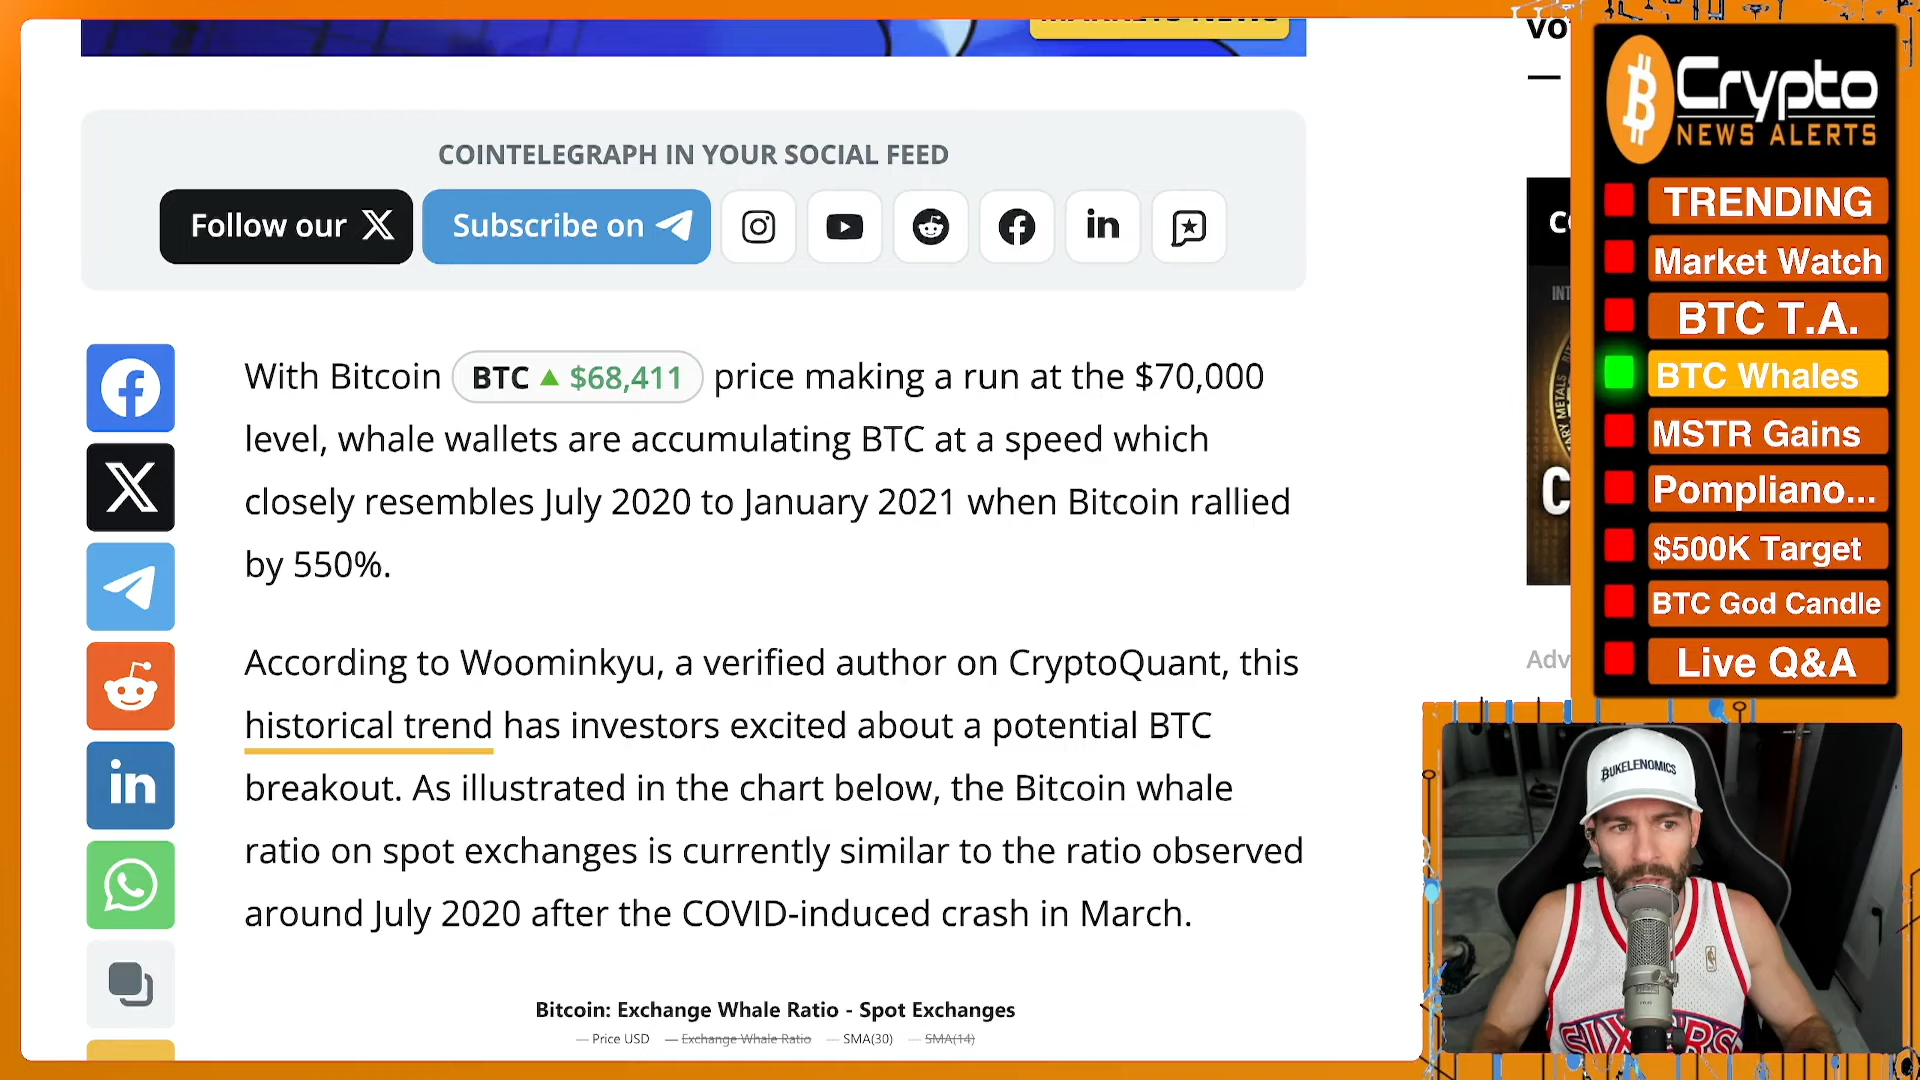 MARKETS NEWS
COINTELEGRAPH IN YOUR SOCIAL FEED
Follow our X
Subscribe on
With Bitcoin BTC ▲ $68,411 price making a run at the $70,000
level, whale wallets are accumulating BTC at a speed which
closely resembles July 2020 to January 2021 when Bitcoin rallied
by 550%.
According to Woominkyu, a verified author on CryptoQuant, this
historical trend has investors excited about a potential BTC
breakout. As illustrated in the chart below, the Bitcoin whale
ratio on spot exchanges is currently similar to the ratio observed
around July 2020 after the COVID-induced crash in March.
Bitcoin: Exchange Whale Ratio - Spot Exchanges
— Price USD — Exchange Whale Ratio — SMA(30) — SMA(14)
in
in
Crypto
NEWS ALERTS
TRENDING
Market Watch
BTC T.A.
BTC Whales
MSTR Gains
Pompliano...
$500K Target
BTC God Candle
Live Q&A
BUKELENOMICS
SIXERS